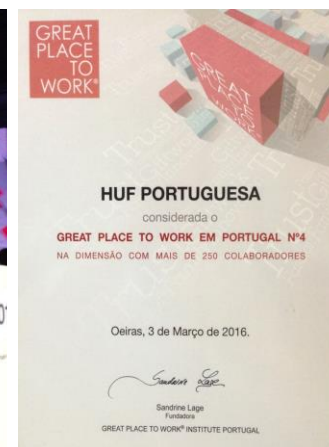 GREAT
PLACE
TO
WORK®
HUF PORTUGUESA
considerada o
GREAT PLACE TO WORK EM PORTUGAL Nº4
NA DIMENSÃO COM MAIS DE 250 COLABORADORES
Oeiras, 3 de Março de 2016.
Sandrine Lage
Fundadora
GREAT PLACE TO WORK® INSTITUTE PORTUGAL